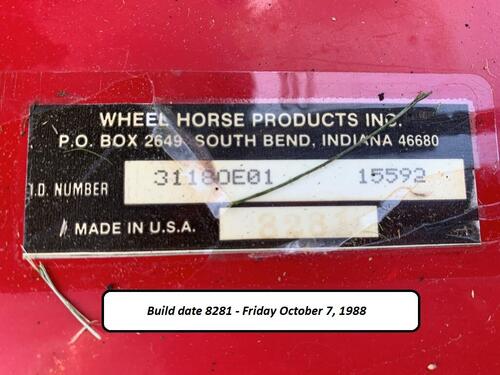 WHEEL HORSE PRODUCTS INC.
P.O. BOX 2649, SOUTH BEND, INDIANA 46680
I.D. NUMBER 31180E01 15592
MADE IN U.S.A. 8281
Build date 8281 - Friday October 7, 1988